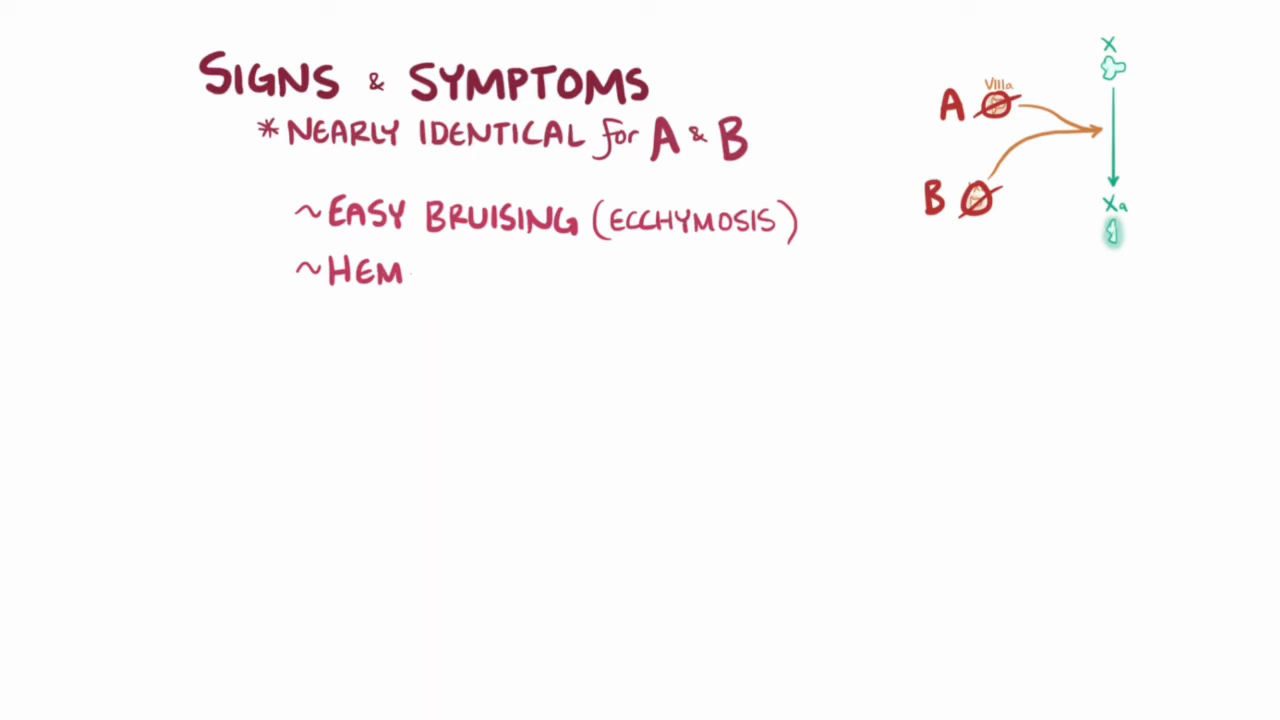 SIGNS & SYMPTOMS
* NEARLY IDENTICAL for A & B
~ EASY BRUISING (ECCHYMOSIS)
~ HEM
X
VIIIa
A
B
Xa